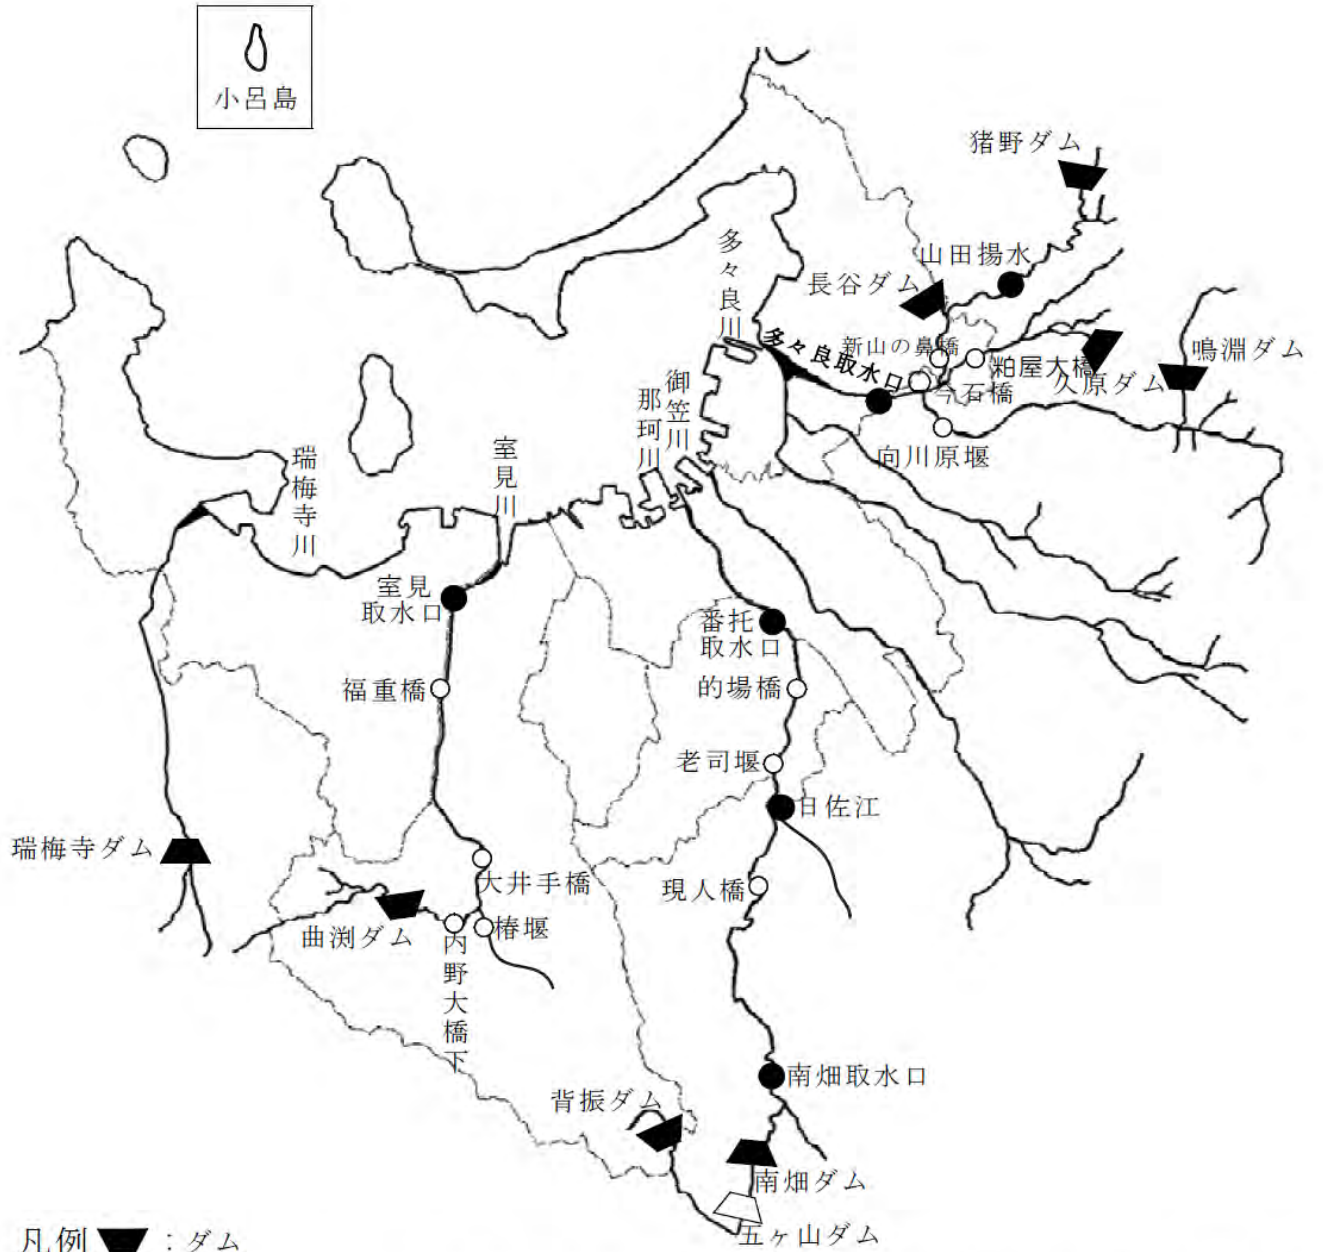 小呂島
猪野ダム
山田揚水
長谷ダム
多々良川
多々良取水口
新山の鼻橋
粕屋大橋
久原ダム
鳴淵ダム
今石橋
向川原堰
御笠川
那珂川
室見川
瑞梅寺川
室見
取水口
番托
取水口
福重橋
的場橋
老司堰
日佐江
瑞梅寺ダム
大井手橋
現人橋
曲渕ダム
椿堰
内野大橋下
南畑取水口
背振ダム
南畑ダム
五ヶ山ダム
凡例 : ダム